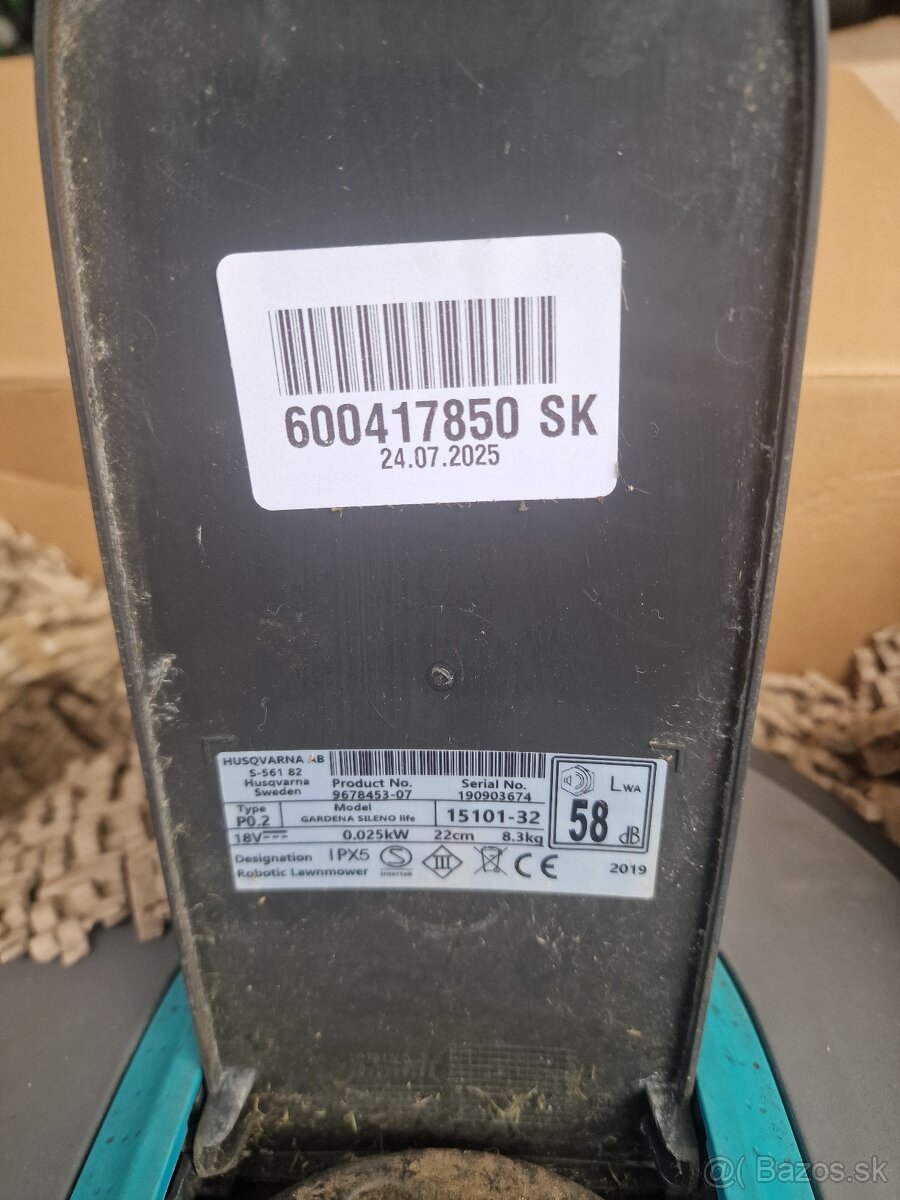 600417850 SK
24.07.2025
HUSQVARNA AB
S-561 82
Husqvarna
Sweden
Product No.
9678453-07
Serial No.
190903674
Type
P0.2
Model
GARDENA SILENO life
15101-32
18V
0.025kW
22cm
8.3kg
LWA
58 dB
Designation
Robotic Lawnmower
IPX5
S
Intertek
III
CE
2019
@( Bazos.sk